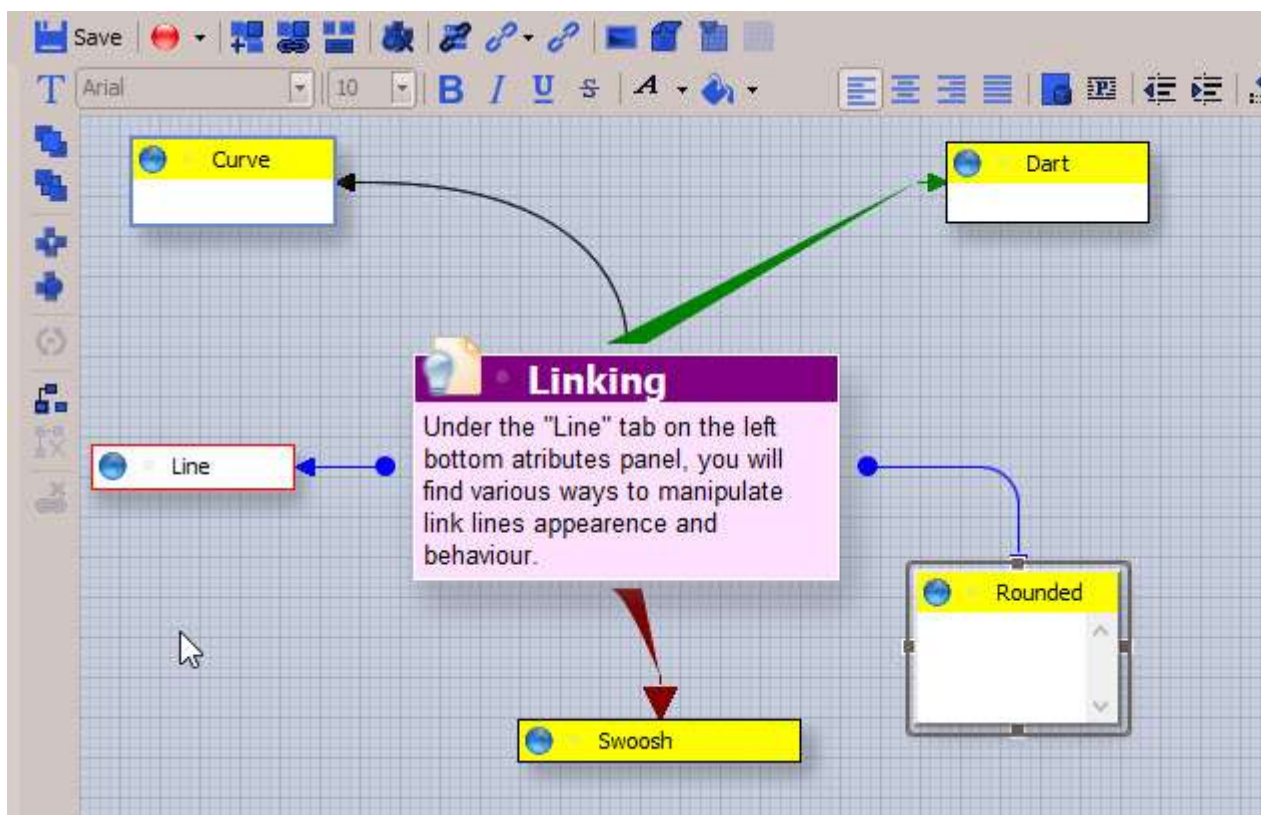 Save
T Arial 10 B I U S A
P
Curve
Dart
Linking
Under the "Line" tab on the left
bottom atributes panel, you will
find various ways to manipulate
link lines appearence and
behaviour.
Line
Rounded
Swoosh